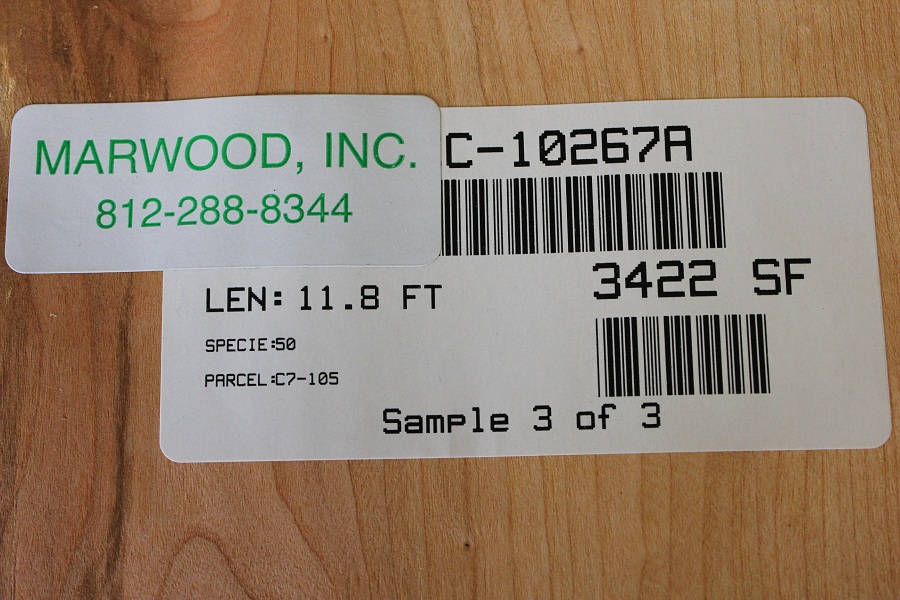 MARWOOD, INC.
812-288-8344
C-10267A
3422 SF
LEN: 11.8 FT
SPECIE:50
PARCEL:C7-105
Sample 3 of 3